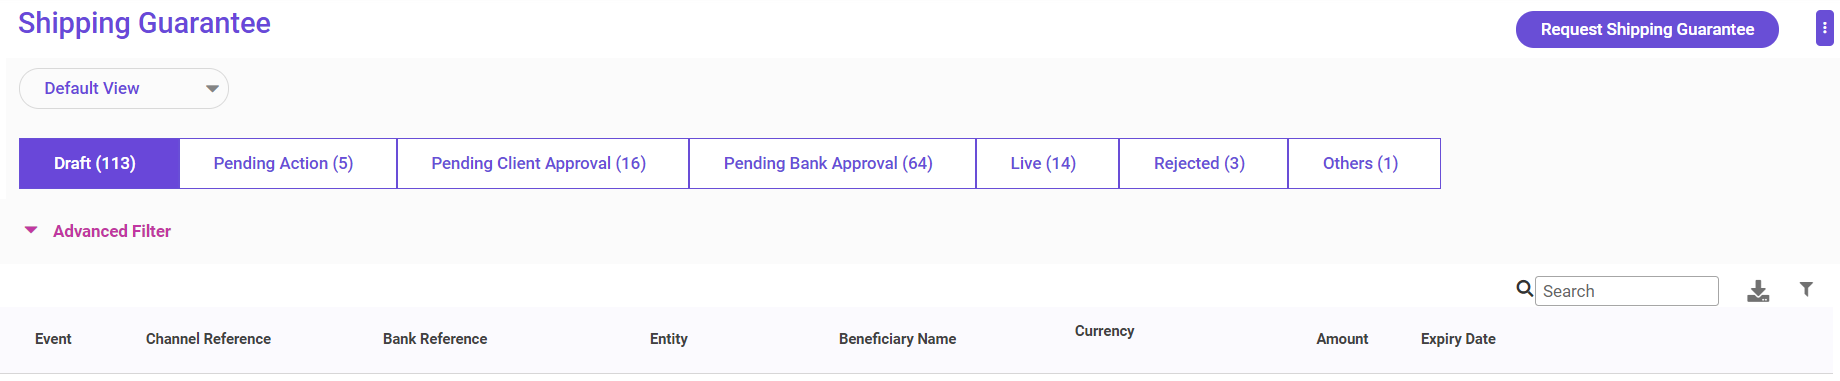 Shipping Guarantee
Request Shipping Guarantee
Default View
Draft (113) Pending Action (5) Pending Client Approval (16) Pending Bank Approval (64) Live (14) Rejected (3) Others (1)
Advanced Filter
Search
Event Channel Reference Bank Reference Entity Beneficiary Name Currency Amount Expiry Date